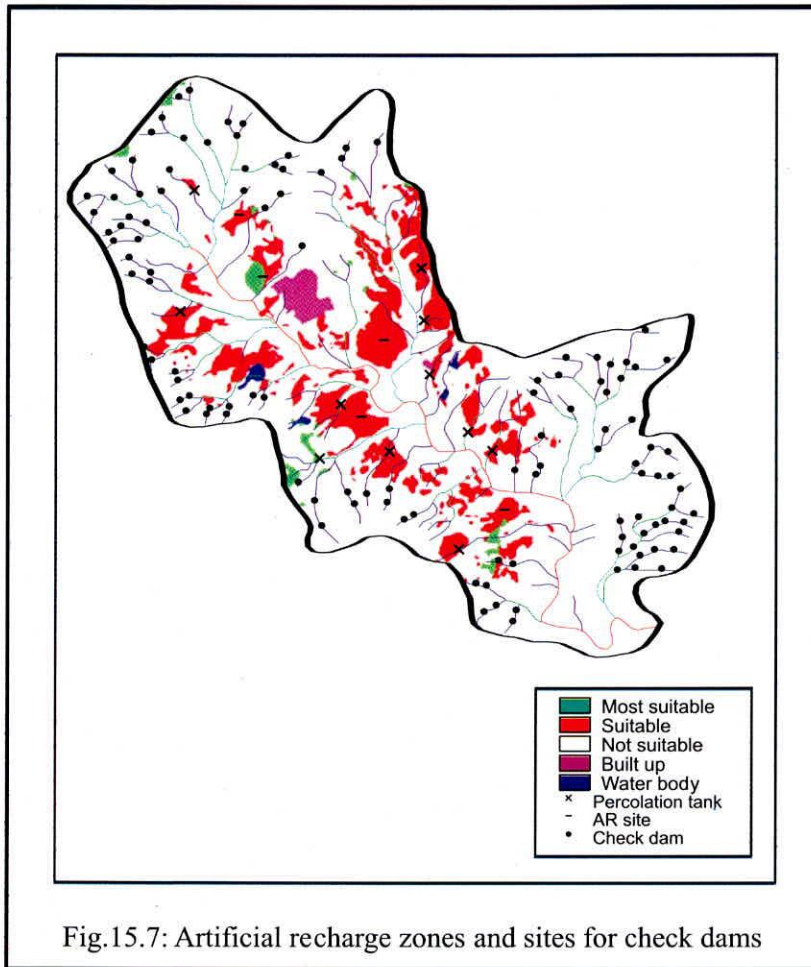 Most suitable
Suitable
Not suitable
Built up
Water body
Percolation tank
AR site
Check dam
Fig.15.7: Artificial recharge zones and sites for check dams